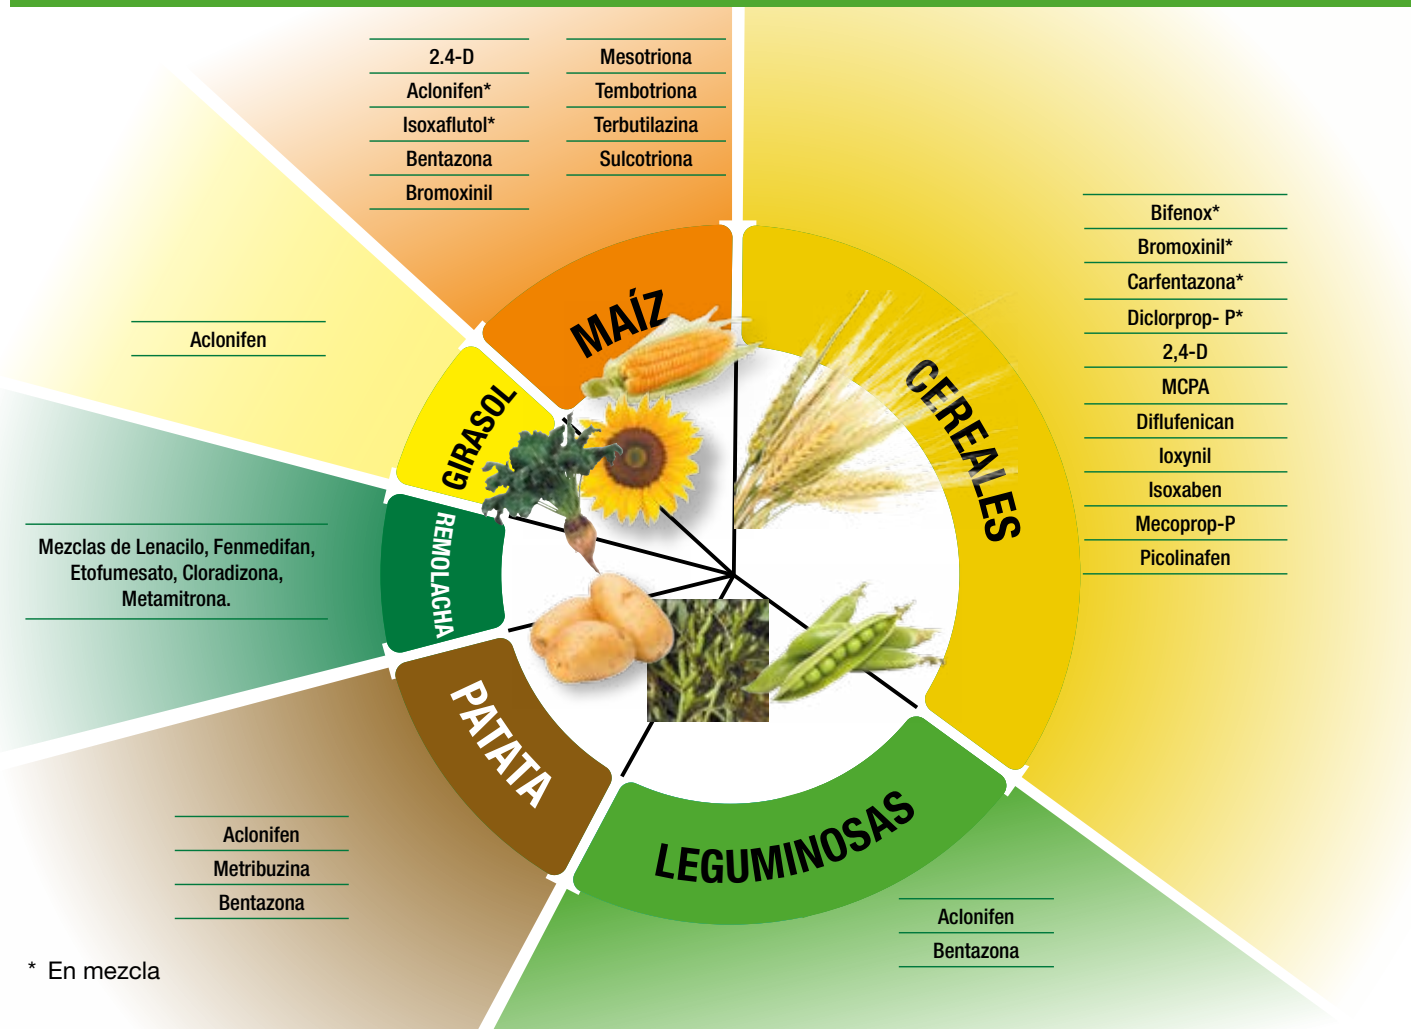 2.4-D
Aclonifen*
Isoxaflutol*
Bentazona
Bromoxinil
Mesotriona
Tembotriona
Terbutilazina
Sulcotriona
MAÍZ
Bifenox*
Bromoxinil*
Carfentazona*
Diclorprop- P*
2,4-D
MCPA
Diflufenican
Ioxynil
Isoxaben
Mecoprop-P
Picolinafen
CEREALES
Aclonifen
GIRASOL
Mezclas de Lenacilo, Fenmedifan,
Etofumesato, Cloradizona,
Metamitrona.
REMOLACHA
PATATA
Aclonifen
Metribuzina
Bentazona
LEGUMINOSAS
Aclonifen
Bentazona
* En mezcla